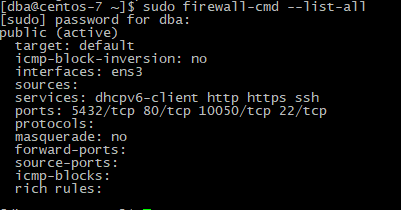 [dba@centos-7 ~]$ sudo firewall-cmd --list-all
[sudo] password for dba:
public (active)
  target: default
  icmp-block-inversion: no
  interfaces: ens3
  sources:
  services: dhcpv6-client http https ssh
  ports: 5432/tcp 80/tcp 10050/tcp 22/tcp
  protocols:
  masquerade: no
  forward-ports:
  source-ports:
  icmp-blocks:
  rich rules: